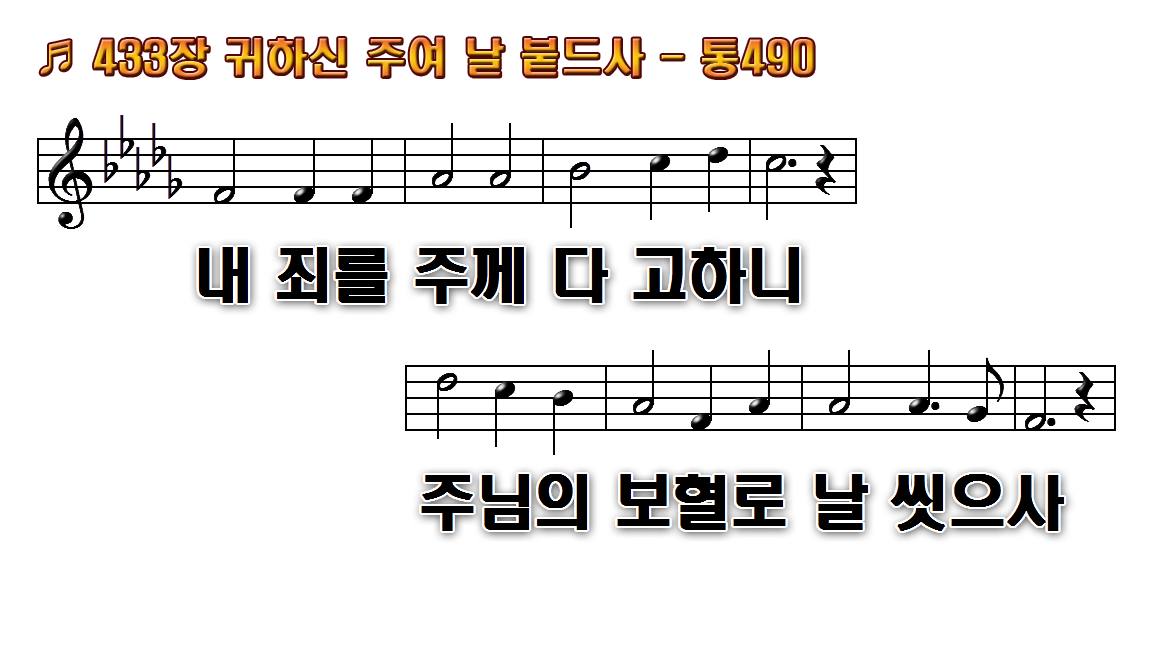 ♬ 433장 귀하신 주여 날 붙드사 - 통490
내 죄를 주께 다 고하니
주님의 보혈로 날 씻으사